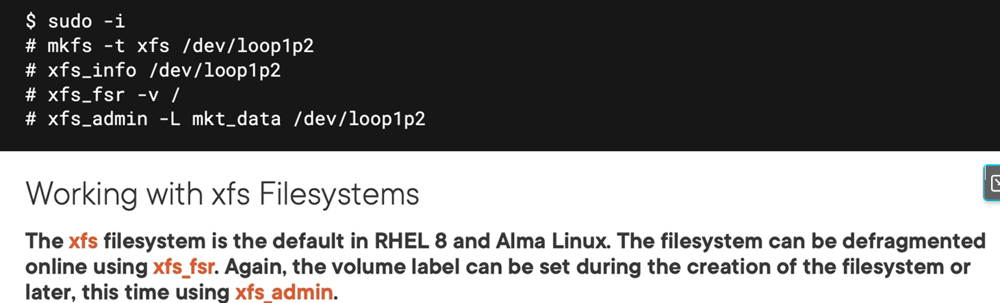 $ sudo -i
# mkfs -t xfs /dev/loop1p2
# xfs_info /dev/loop1p2
# xfs_fsr -v /
# xfs_admin -L mkt_data /dev/loop1p2
Working with xfs Filesystems
The xfs filesystem is the default in RHEL 8 and Alma Linux. The filesystem can be defragmented
online using xfs_fsr. Again, the volume label can be set during the creation of the filesystem or
later, this time using xfs_admin.